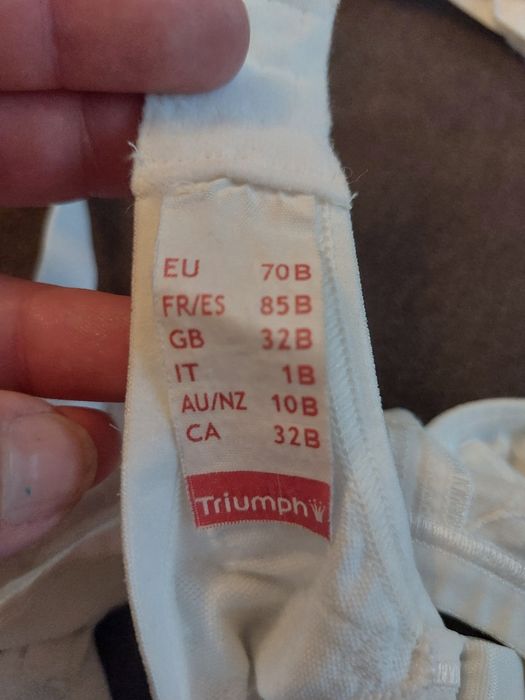 EU 70B
FR/ES 85B
GB 32B
IT 1B
AU/NZ 10B
CA 32B
Triumph